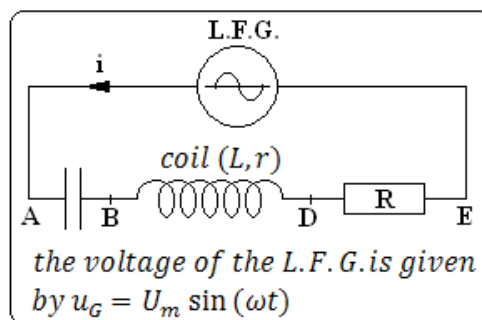 L.F.G.
i
coil (L,r)
A B D R E
the voltage of the L.F.G.is given
by u_G = U_m sin (ωt)